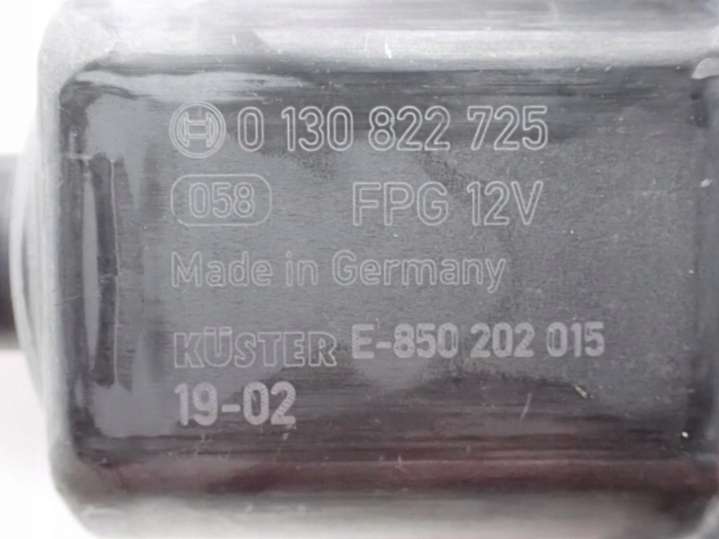 0 130 822 725
058 FPG 12V
Made in Germany
KÜSTER E-850 202 015
19-02